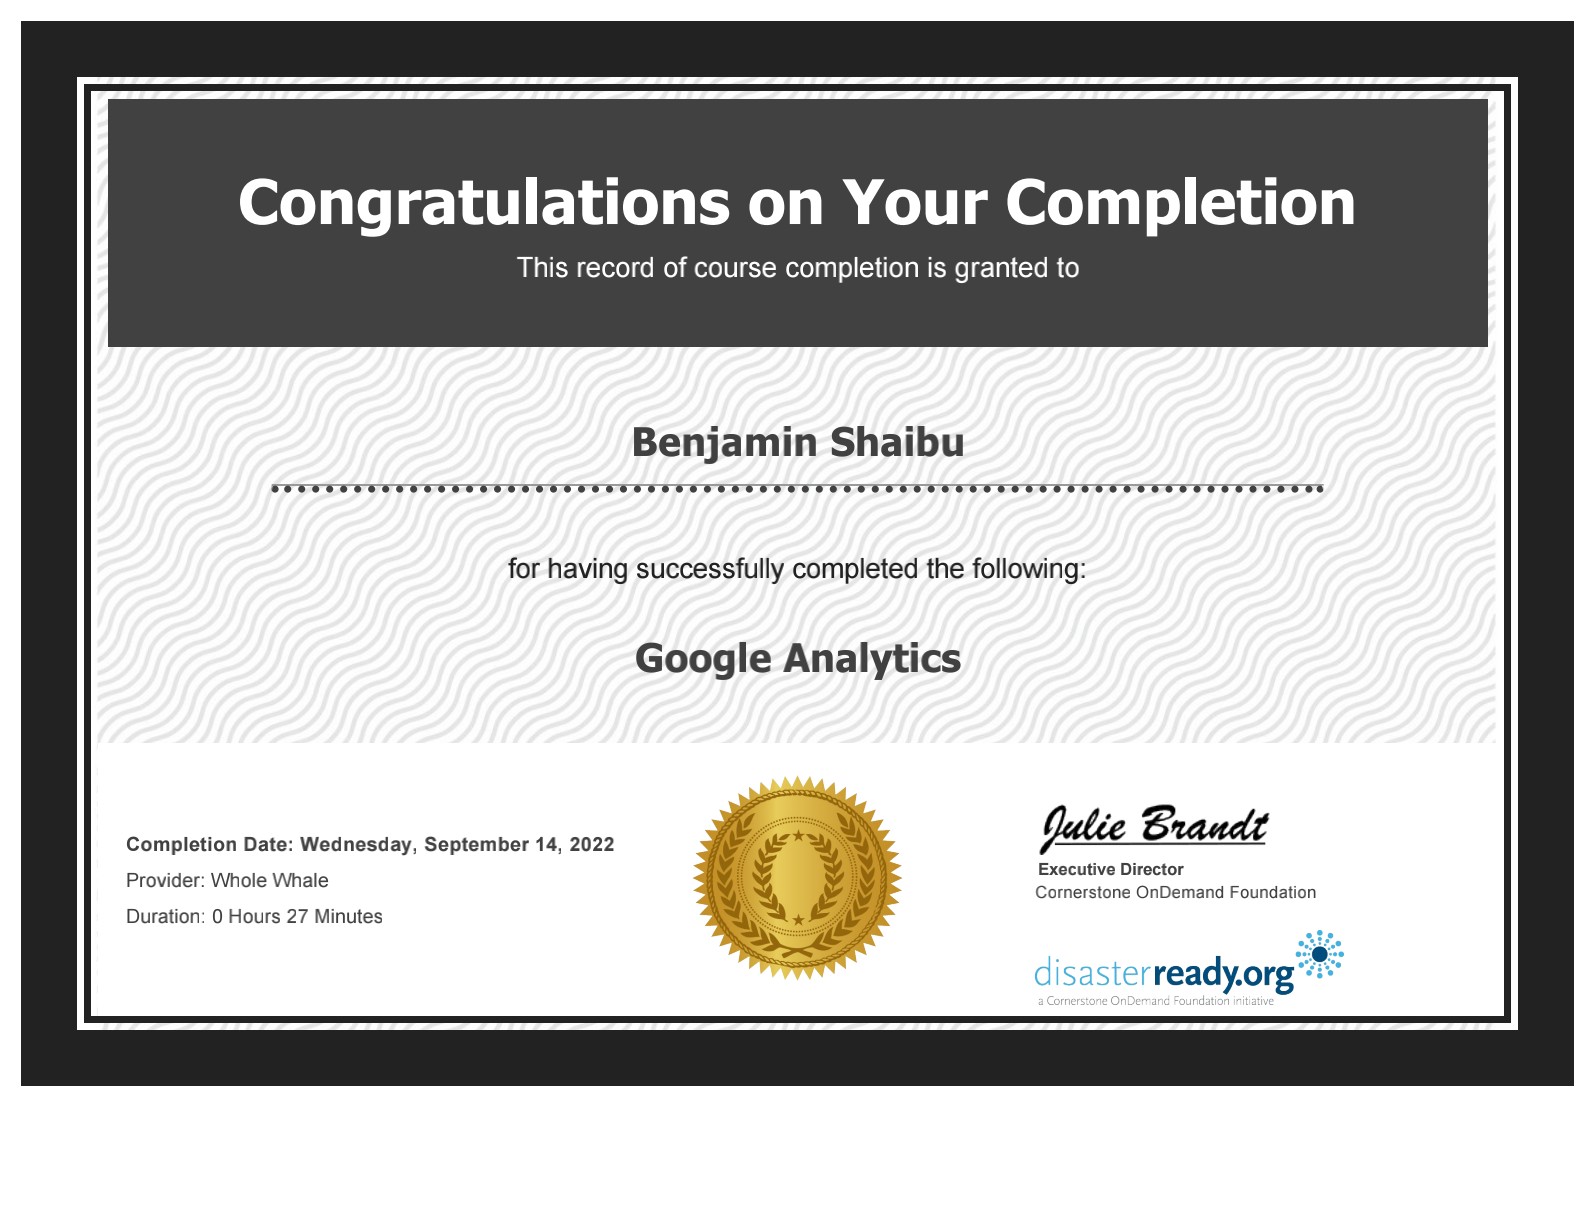 Congratulations on Your Completion
This record of course completion is granted to
Benjamin Shaibu
for having successfully completed the following:
Google Analytics
Completion Date: Wednesday, September 14, 2022
Provider: Whole Whale
Duration: 0 Hours 27 Minutes
Julie Brandt
Executive Director
Cornerstone OnDemand Foundation
disasterready.org
a Cornerstone OnDemand Foundation initiative